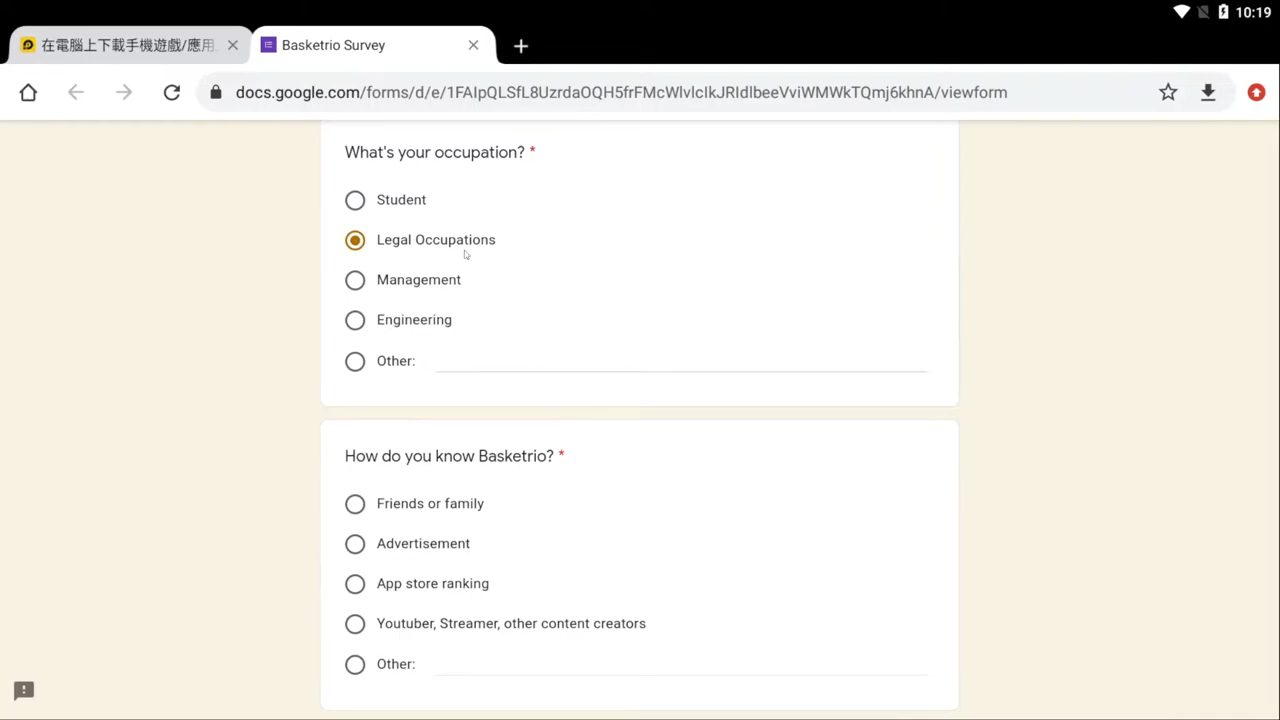 10:19
在電腦上下載手機遊戲/應用
Basketrio Survey
docs.google.com/forms/d/e/1FAIpQLSfL8UzrdaOQH5frFMcWlvlcIkJRIdlbeeVviWMWkTQmj6khnA/viewform
What's your occupation? *
Student
Legal Occupations
Management
Engineering
Other:
How do you know Basketrio? *
Friends or family
Advertisement
App store ranking
Youtuber, Streamer, other content creators
Other: